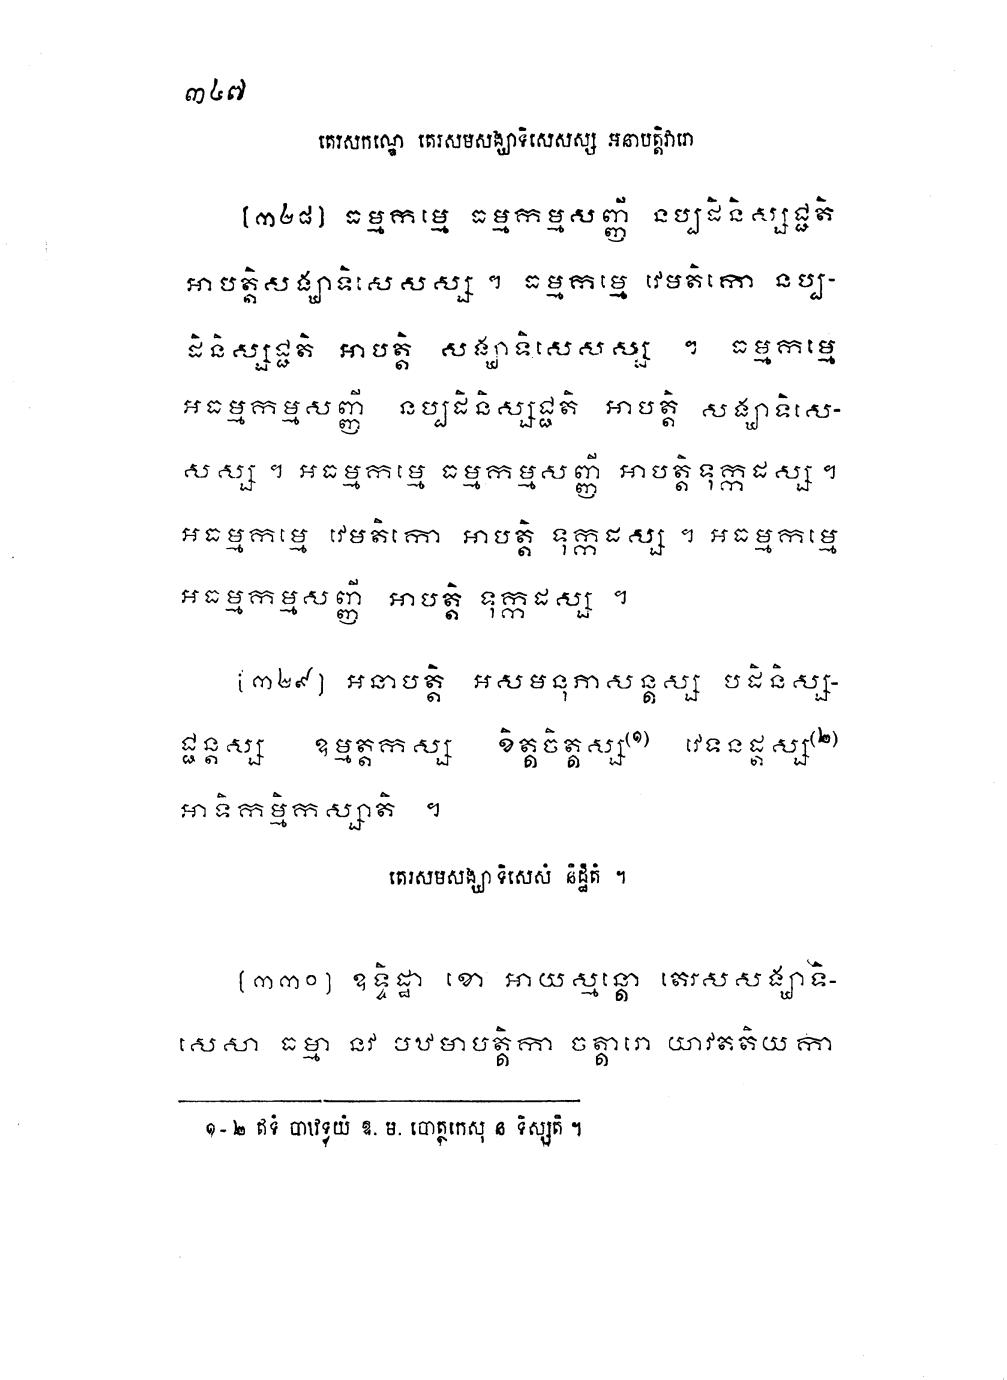 ៣៤៧
តេរសកណ្ឌេ តេរសមសង្ឃាទិសេសស្ស អនាបត្តិវារោ
[៣២៨] ធម្មកម្មេ ធម្មកម្មសញ្ញី នប្បដិនិស្សជ្ជតិ
អាបត្តិសង្ឃាទិសេសស្ស ។ ធម្មកម្មេ វេមតិកោ នប្ប-
ដិនិស្សជ្ជតិ អាបត្តិ សង្ឃាទិសេសស្ស ។ ធម្មកម្មេ
អធម្មកម្មសញ្ញី នប្បដិនិស្សជ្ជតិ អាបត្តិ សង្ឃាទិសេ-
សស្ស ។ អធម្មកម្មេ ធម្មកម្មសញ្ញី អាបត្តិទុក្កដស្ស ។
អធម្មកម្មេ វេមតិកោ អាបត្តិ ទុក្កដស្ស ។ អធម្មកម្មេ
អធម្មកម្មសញ្ញី អាបត្តិ ទុក្កដស្ស ។
[៣២៩] អនាបត្តិ អសមនុភាសន្តស្ស បដិនិស្ស-
ជ្ជន្តស្ស ឧម្មត្តកស្ស ខិត្តចិត្តស្ស(១) វេទនដ្តស្ស(២)
អាទិកម្មិកស្សាតិ ។
តេរសមសង្ឃាទិសេសំ និដ្ឋិតំ ។
[៣៣០] ឧទ្ទិដ្ឋា ខោ អាយស្មន្តោ តេរសសង្ឃាទិ-
សេសា ធម្មា នវ បឋមាបត្តិកា ចត្តារោ យាវតតិយកា
១-២ ឥទំ បាឋទ្វយំ ឱ. ម. បោត្ថកេសុ ន ទិស្សតិ ។